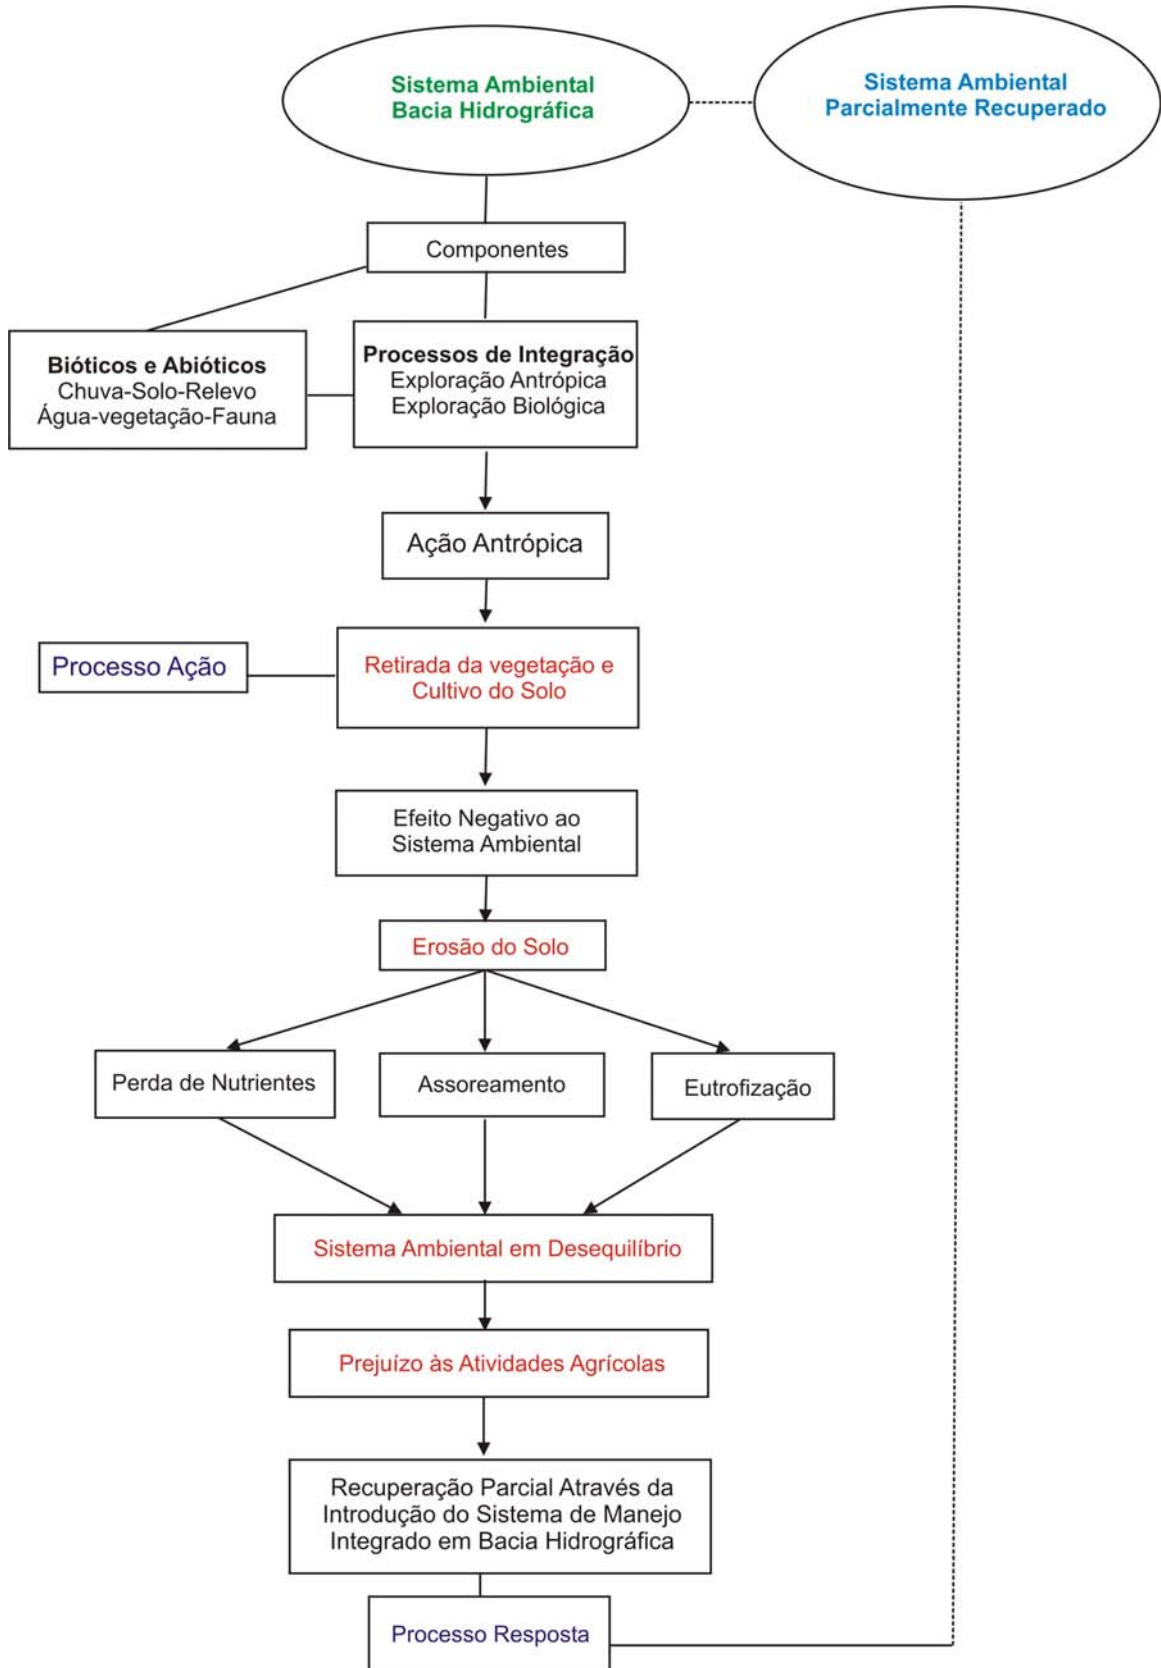 Sistema Ambiental
Bacia Hidrográfica
Sistema Ambiental
Parcialmente Recuperado
Componentes
Bióticos e Abióticos
Chuva-Solo-Relevo
Água-vegetação-Fauna
Processos de Integração
Exploração Antrópica
Exploração Biológica
Ação Antrópica
Processo Ação
Retirada da vegetação e
Cultivo do Solo
Efeito Negativo ao
Sistema Ambiental
Erosão do Solo
Perda de Nutrientes
Assoreamento
Eutrofização
Sistema Ambiental em Desequilíbrio
Prejuízo às Atividades Agrícolas
Recuperação Parcial Através da
Introdução do Sistema de Manejo
Integrado em Bacia Hidrográfica
Processo Resposta